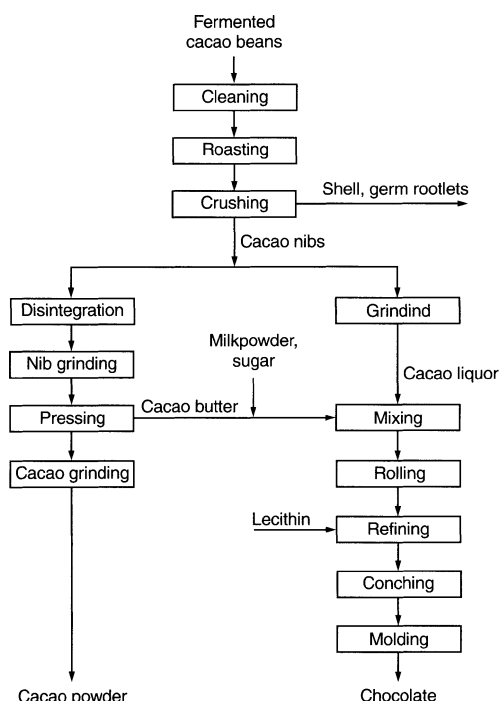 Fermented
cacao beans
Cleaning
Roasting
Crushing
Shell, germ rootlets
Cacao nibs
Disintegration
Grindind
Nib grinding
Milkpowder,
sugar
Cacao liquor
Pressing
Cacao butter
Mixing
Cacao grinding
Rolling
Lecithin
Refining
Conching
Molding
Cacao powder
Chocolate